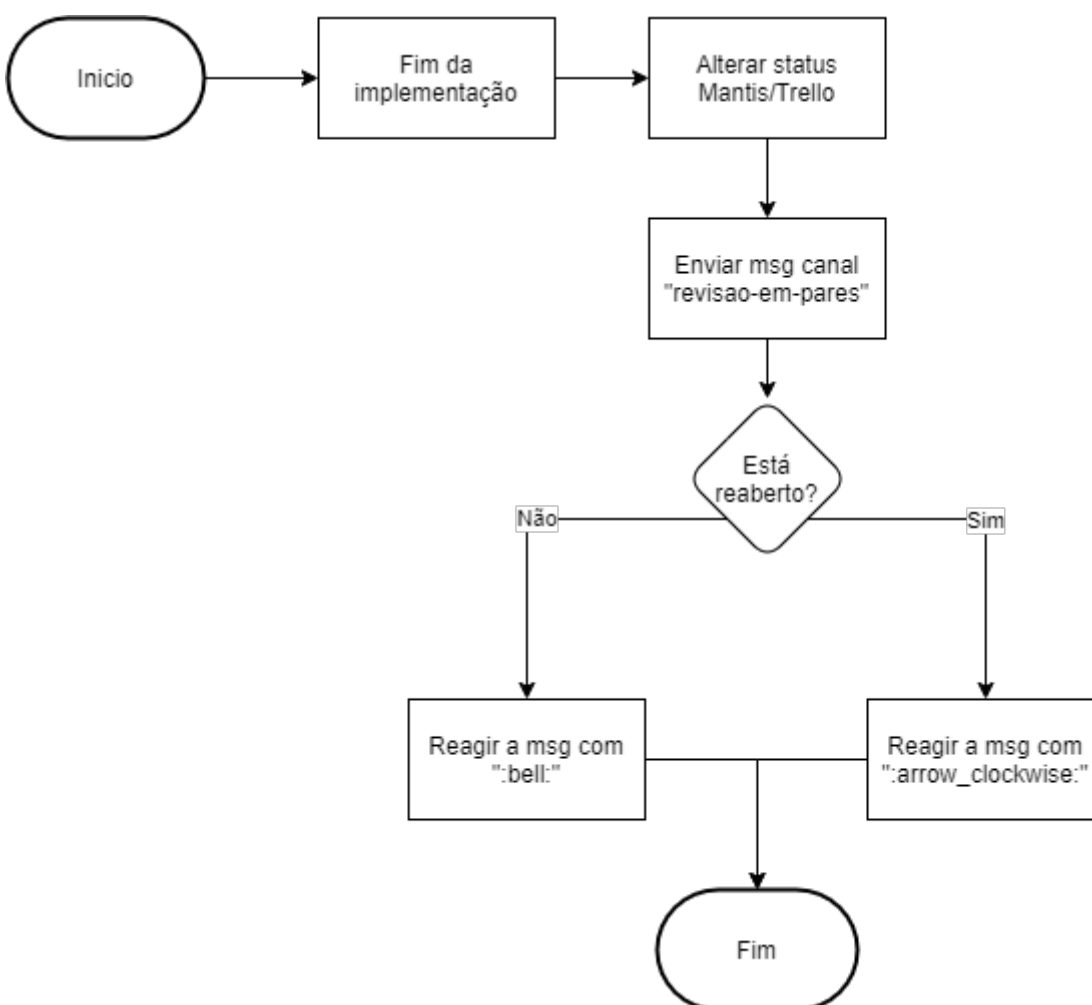 Inicio
Fim da
implementação
Alterar status
Mantis/Trello
Enviar msg canal
"revisao-em-pares"
Está
reaberto?
Não
Sim
Reagir a msg com
":bell:"
Reagir a msg com
":arrow_clockwise:"
Fim